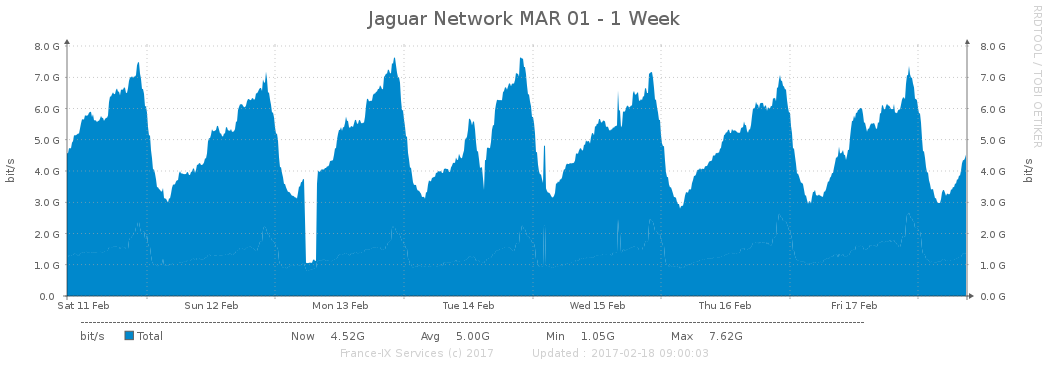 Jaguar Network MAR 01 - 1 Week
RRDTOOL / TOBI OETIKER
bit/s
bit/s
8.0 G 8.0 G
7.0 G 7.0 G
6.0 G 6.0 G
5.0 G 5.0 G
4.0 G 4.0 G
3.0 G 3.0 G
2.0 G 2.0 G
1.0 G 1.0 G
0.0 0.0 G
Sat 11 Feb Sun 12 Feb Mon 13 Feb Tue 14 Feb Wed 15 Feb Thu 16 Feb Fri 17 Feb
bit/s Total Now 4.52G Avg 5.00G Min 1.05G Max 7.62G
France-IX Services (c) 2017 Updated : 2017-02-18 09:00:03